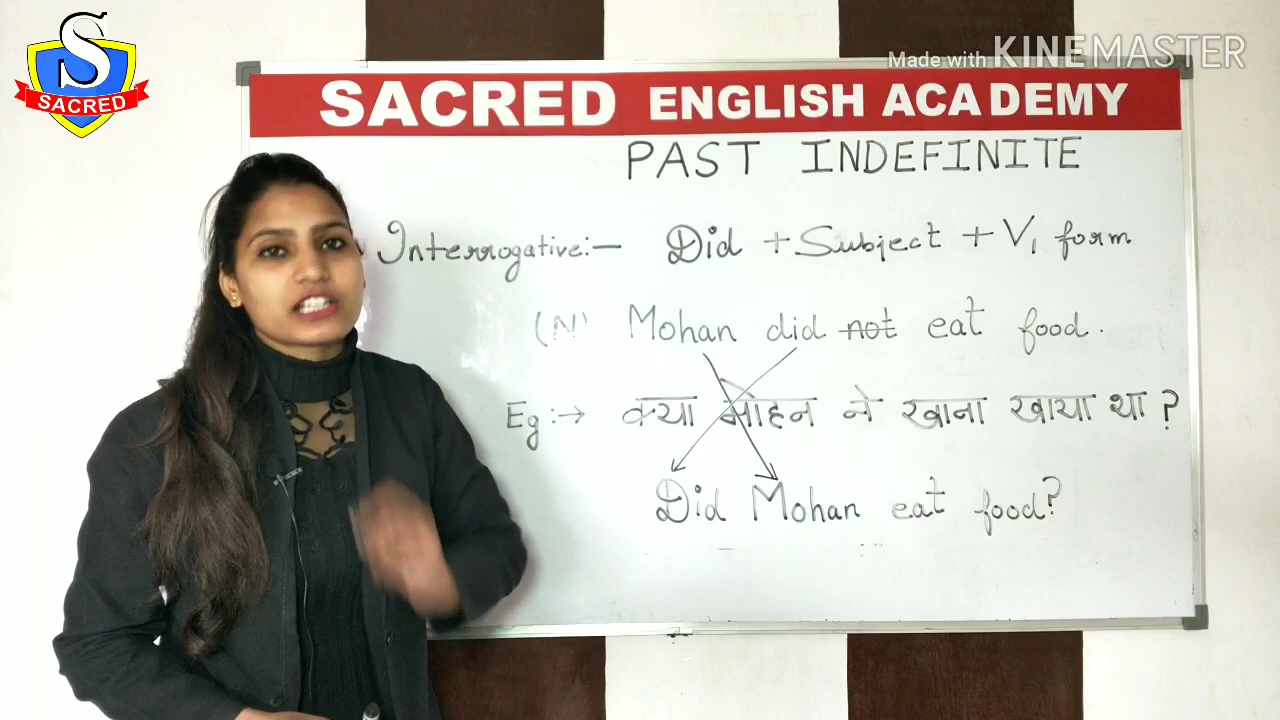 S
SACRED
Made with KINEMASTER
SACRED ENGLISH ACADEMY
PAST INDEFINITE
Interrogative:- Did + Subject + V1 form
(N) Mohan did not eat food.
Eg:→ क्या मोहन ने खाना खाया था ?
Did Mohan eat food?